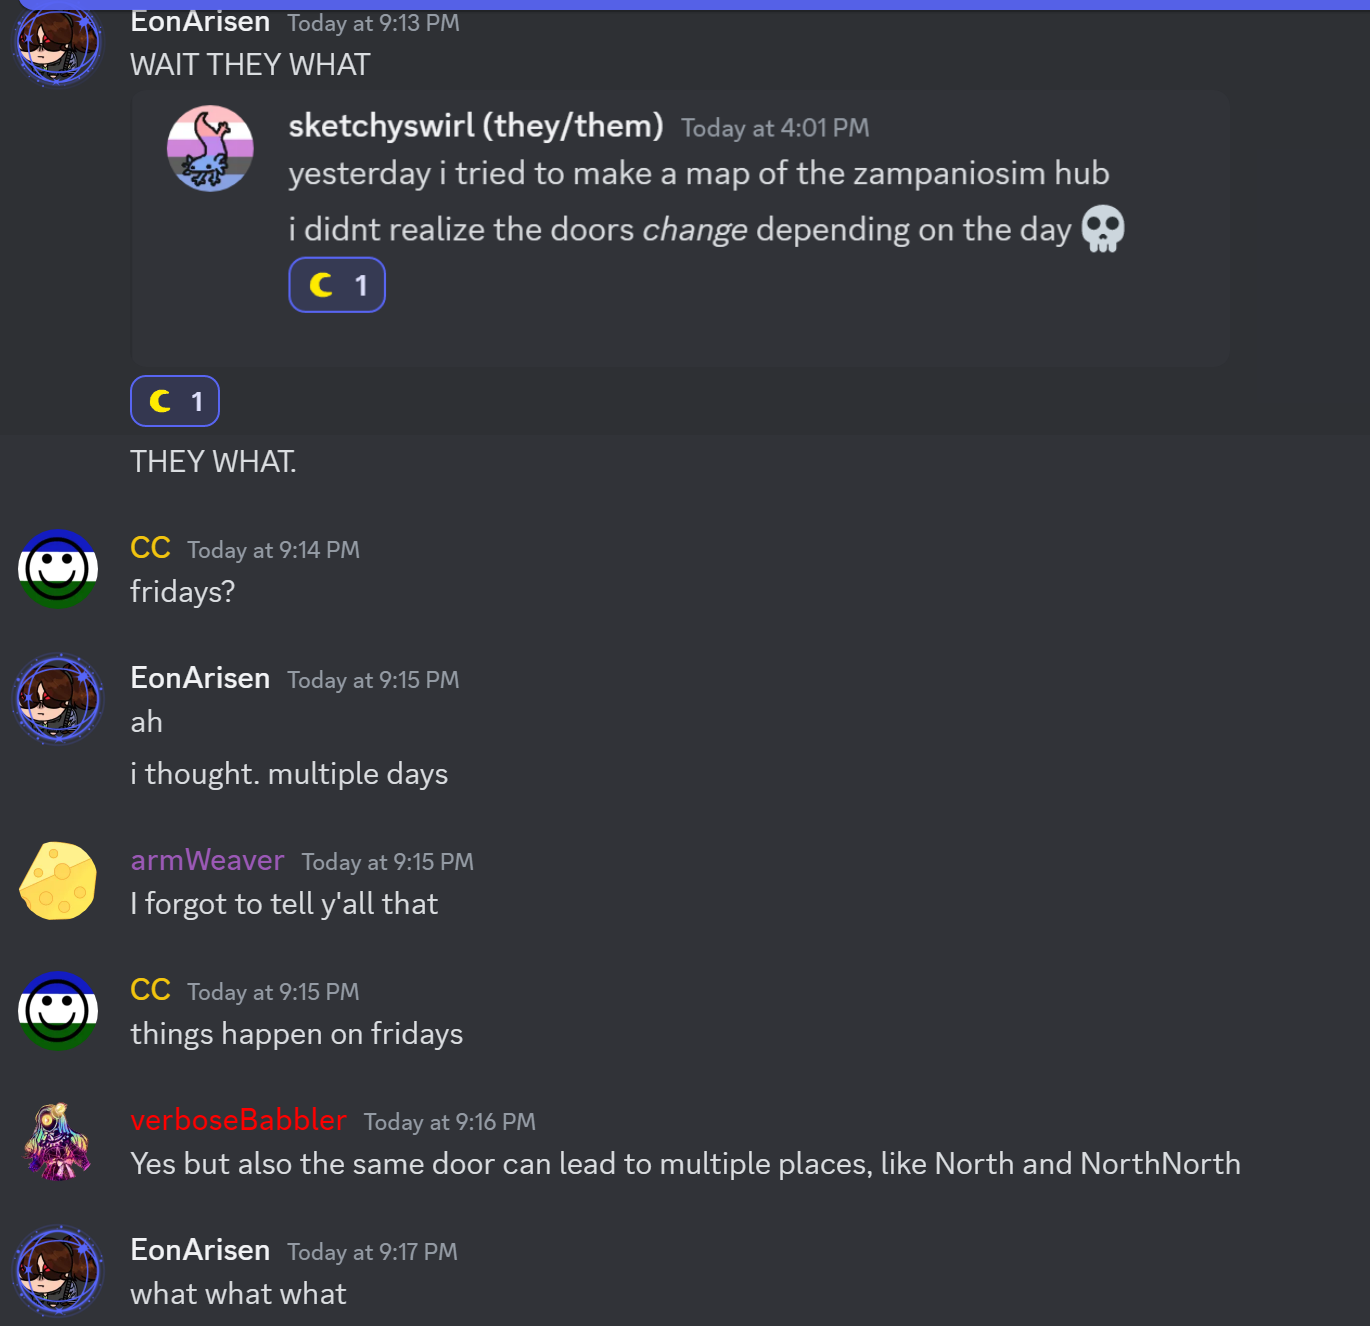 EonArisen Today at 9:13 PM
WAIT THEY WHAT
sketchyswirl (they/them) Today at 4:01 PM
yesterday i tried to make a map of the zampaniosim hub
i didnt realize the doors change depending on the day 💀
1
1
THEY WHAT.
CC Today at 9:14 PM
fridays?
EonArisen Today at 9:15 PM
ah
i thought. multiple days
armWeaver Today at 9:15 PM
I forgot to tell y'all that
CC Today at 9:15 PM
things happen on fridays
verboseBabbler Today at 9:16 PM
Yes but also the same door can lead to multiple places, like North and NorthNorth
EonArisen Today at 9:17 PM
what what what